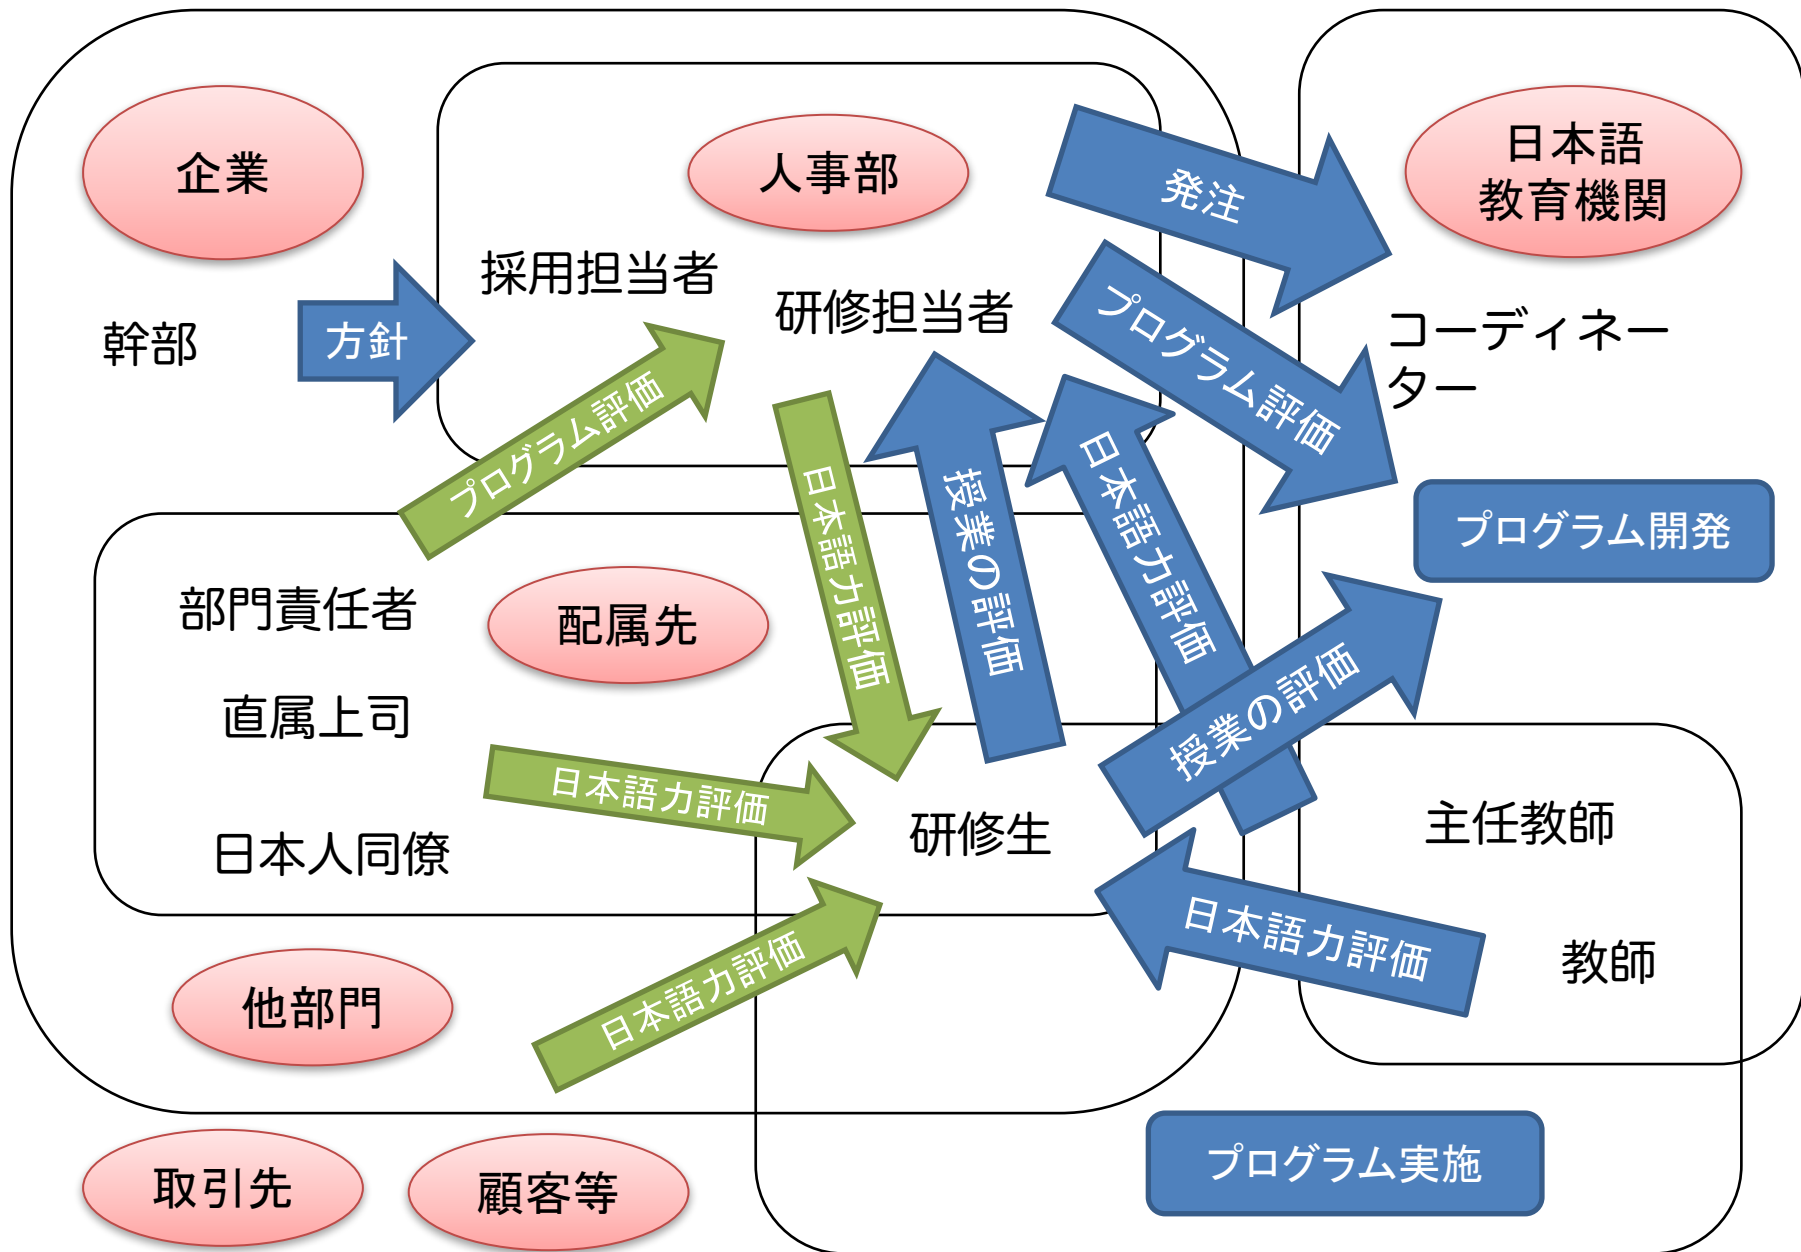 企業
人事部
日本語
教育機関
発注
採用担当者
研修担当者
幹部
方針
コーディネー
ター
プログラム評価
プログラム評価
日本語力評価
授業の評価
日本語力評価
プログラム開発
部門責任者
配属先
直属上司
日本語力評価
授業の評価
研修生
主任教師
日本人同僚
日本語力評価
教師
日本語力評価
他部門
プログラム実施
取引先
顧客等